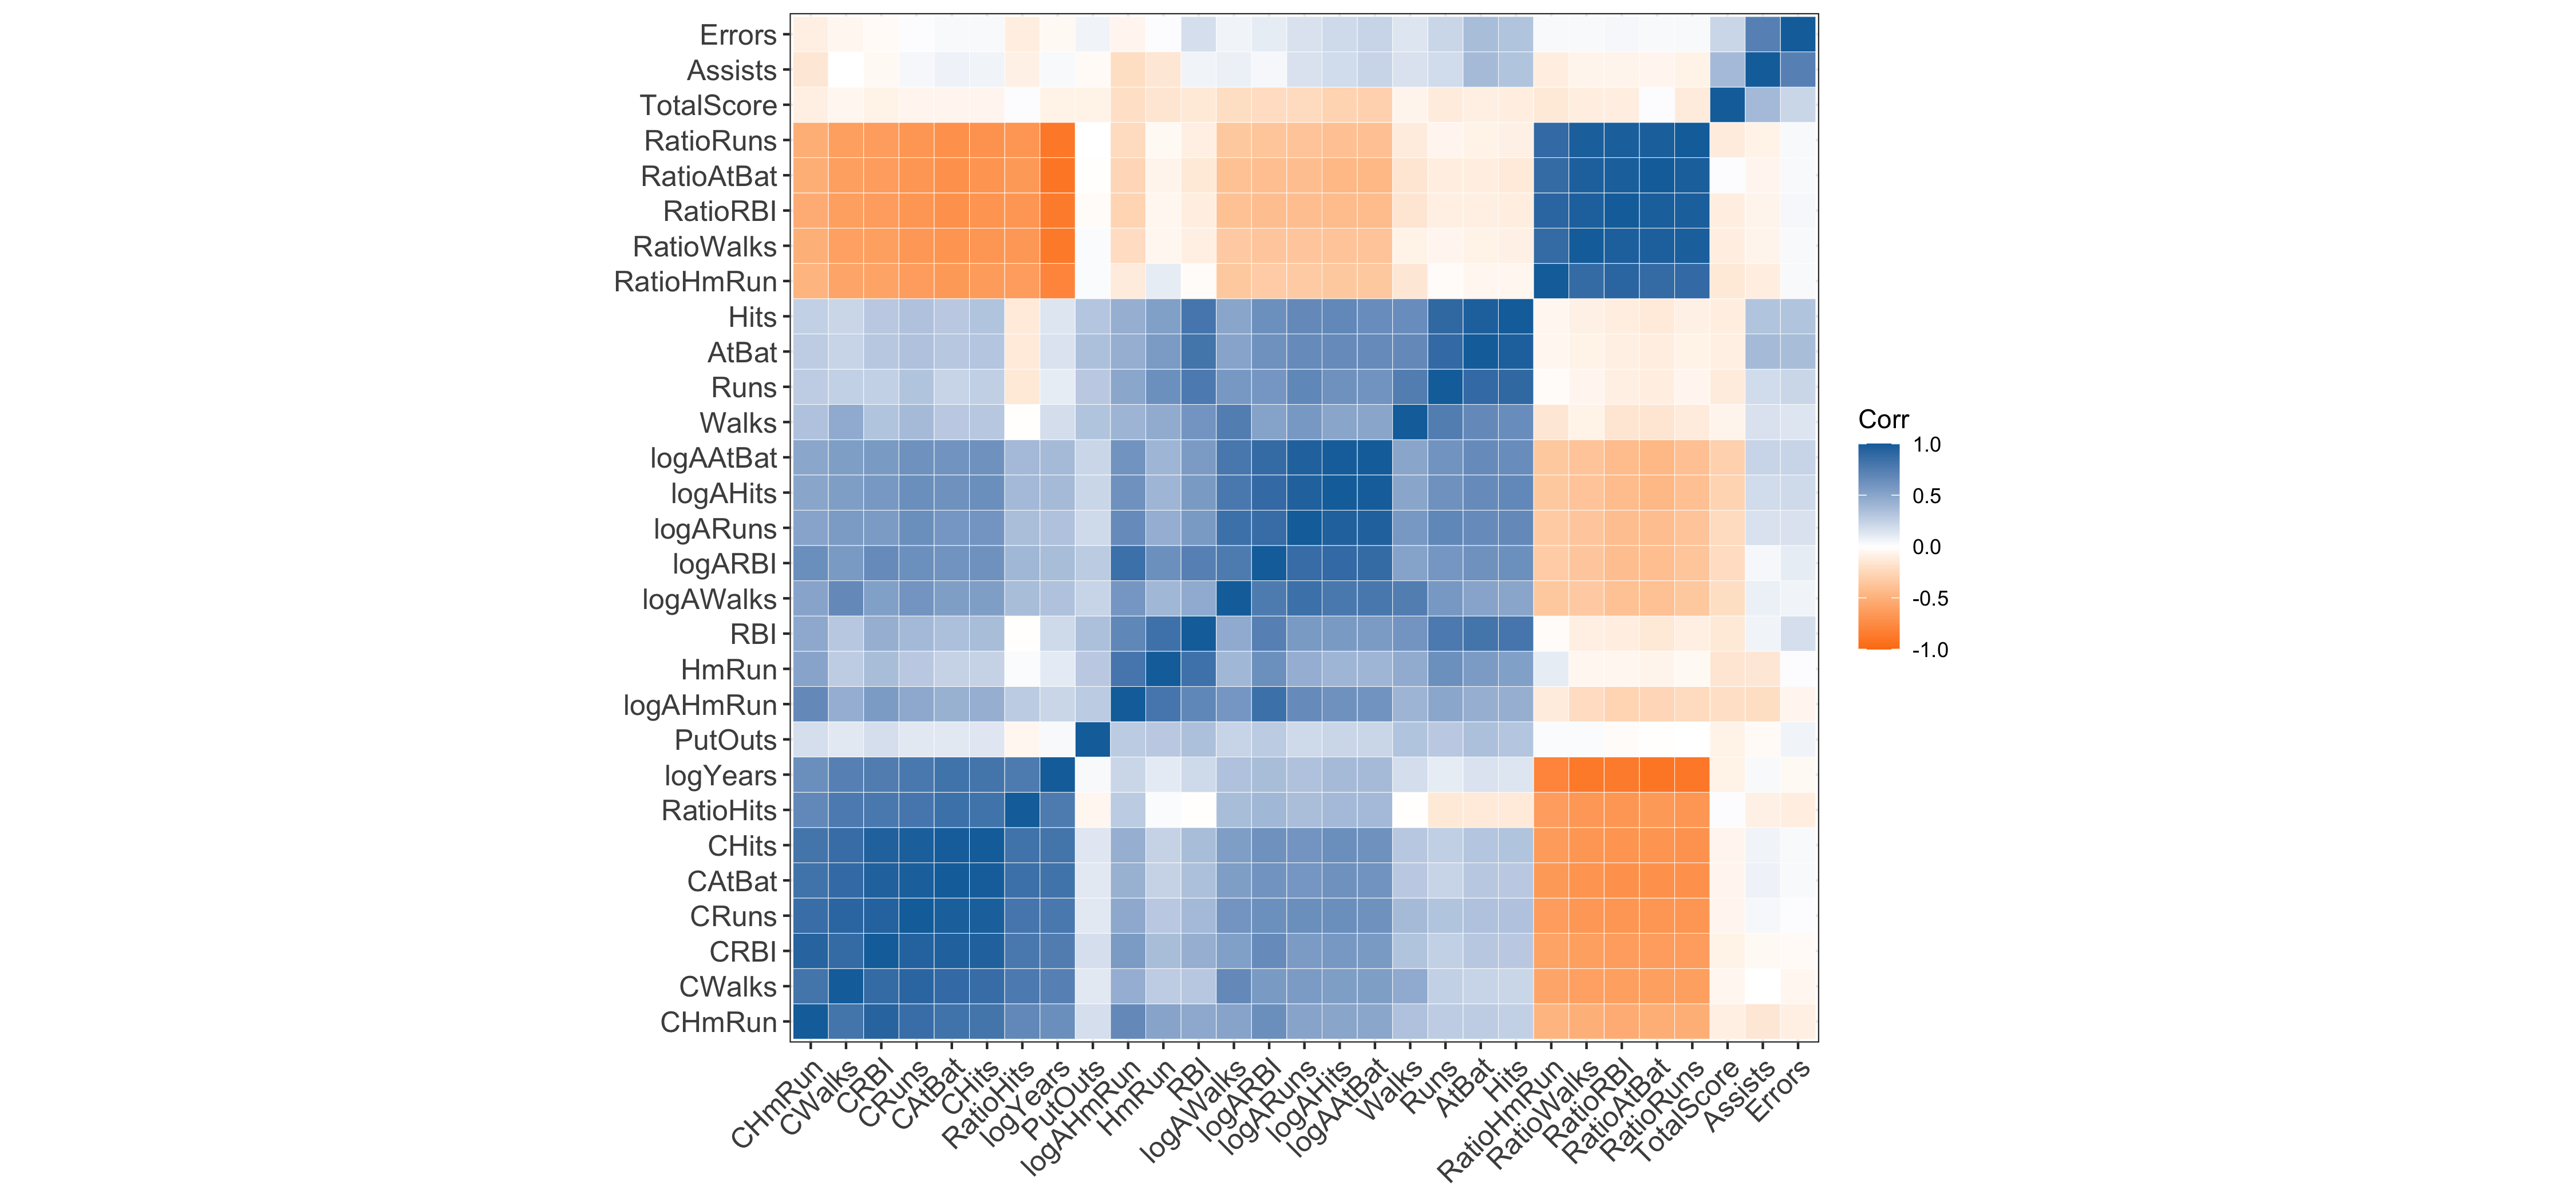 Errors
Assists
TotalScore
RatioRuns
RatioAtBat
RatioRBI
RatioWalks
RatioHmRun
Hits
AtBat
Runs
Walks
logAAtBat
logAHits
logARuns
logARBI
logAWalks
RBI
HmRun
logAHmRun
PutOuts
logYears
RatioHits
CHits
CAtBat
CRuns
CRBI
CWalks
CHmRun
CHmRun
CWalks
CRBI
CRuns
CAtBat
CHits
RatioHits
logYears
PutOuts
logAHmRun
HmRun
RBI
logAWalks
logARBI
logARuns
logAHits
logAAtBat
Walks
Runs
AtBat
Hits
RatioHmRun
RatioWalks
RatioRBI
RatioAtBat
RatioRuns
TotalScore
Assists
Errors
Corr
1.0
0.5
0.0
-0.5
-1.0